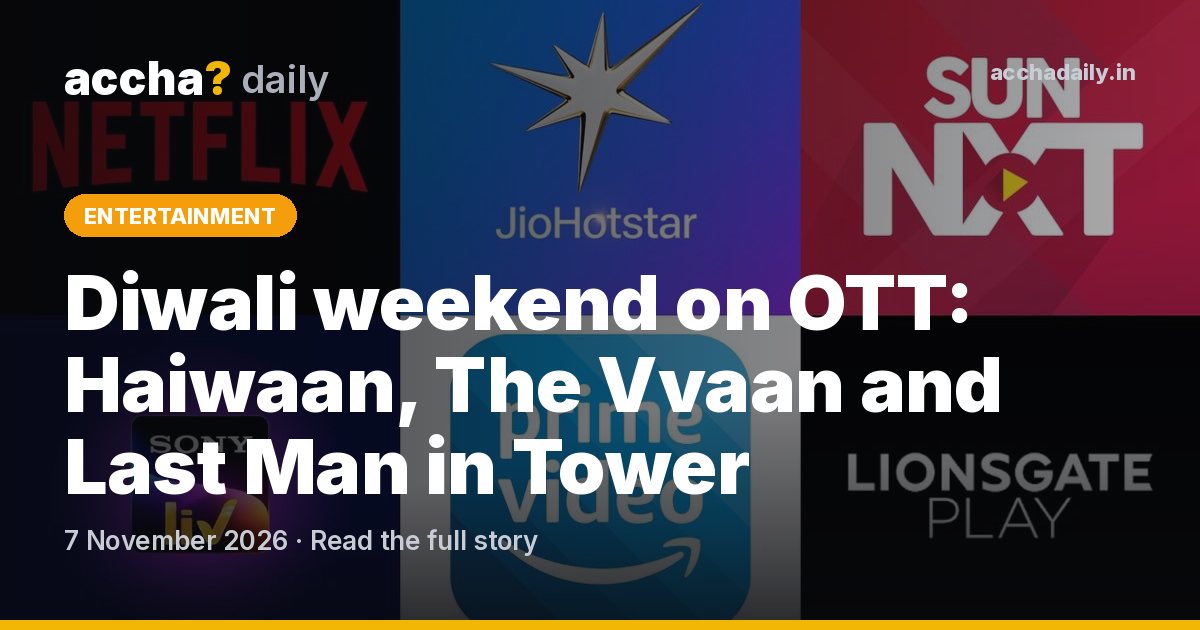 accha? daily
acchadaily.in
NETFLIX
JioHotstar
SUN
NXT
ENTERTAINMENT
Diwali weekend on OTT:
Haiwaan, The Vvaan and
Last Man in Tower
SONY
liv
prime
video
LIONSGATE
PLAY
7 November 2026 · Read the full story